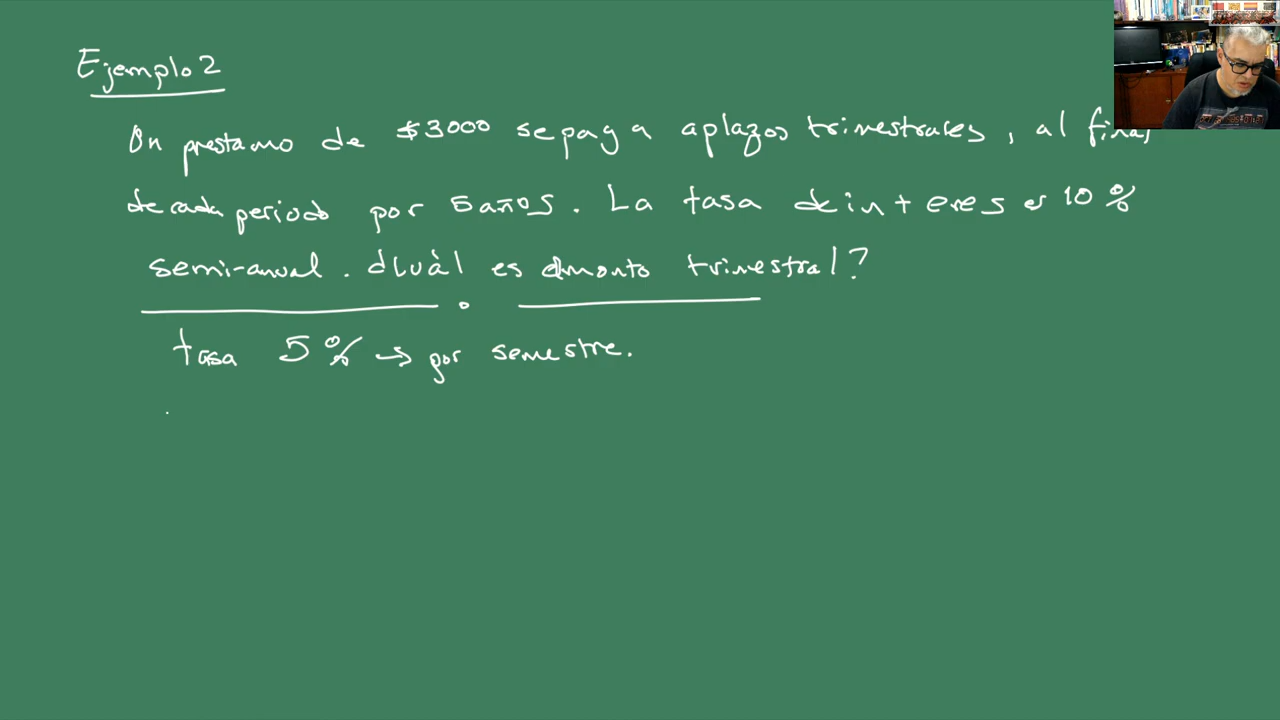 Ejemplo 2
Un prestamo de $3000 se paga a plazos trimestrales, al final
de cada periodo por 5 años. La tasa de interes es 10%
semi-anual. ¿Cuál es el monto trimestral?
tasa 5% → por semestre.